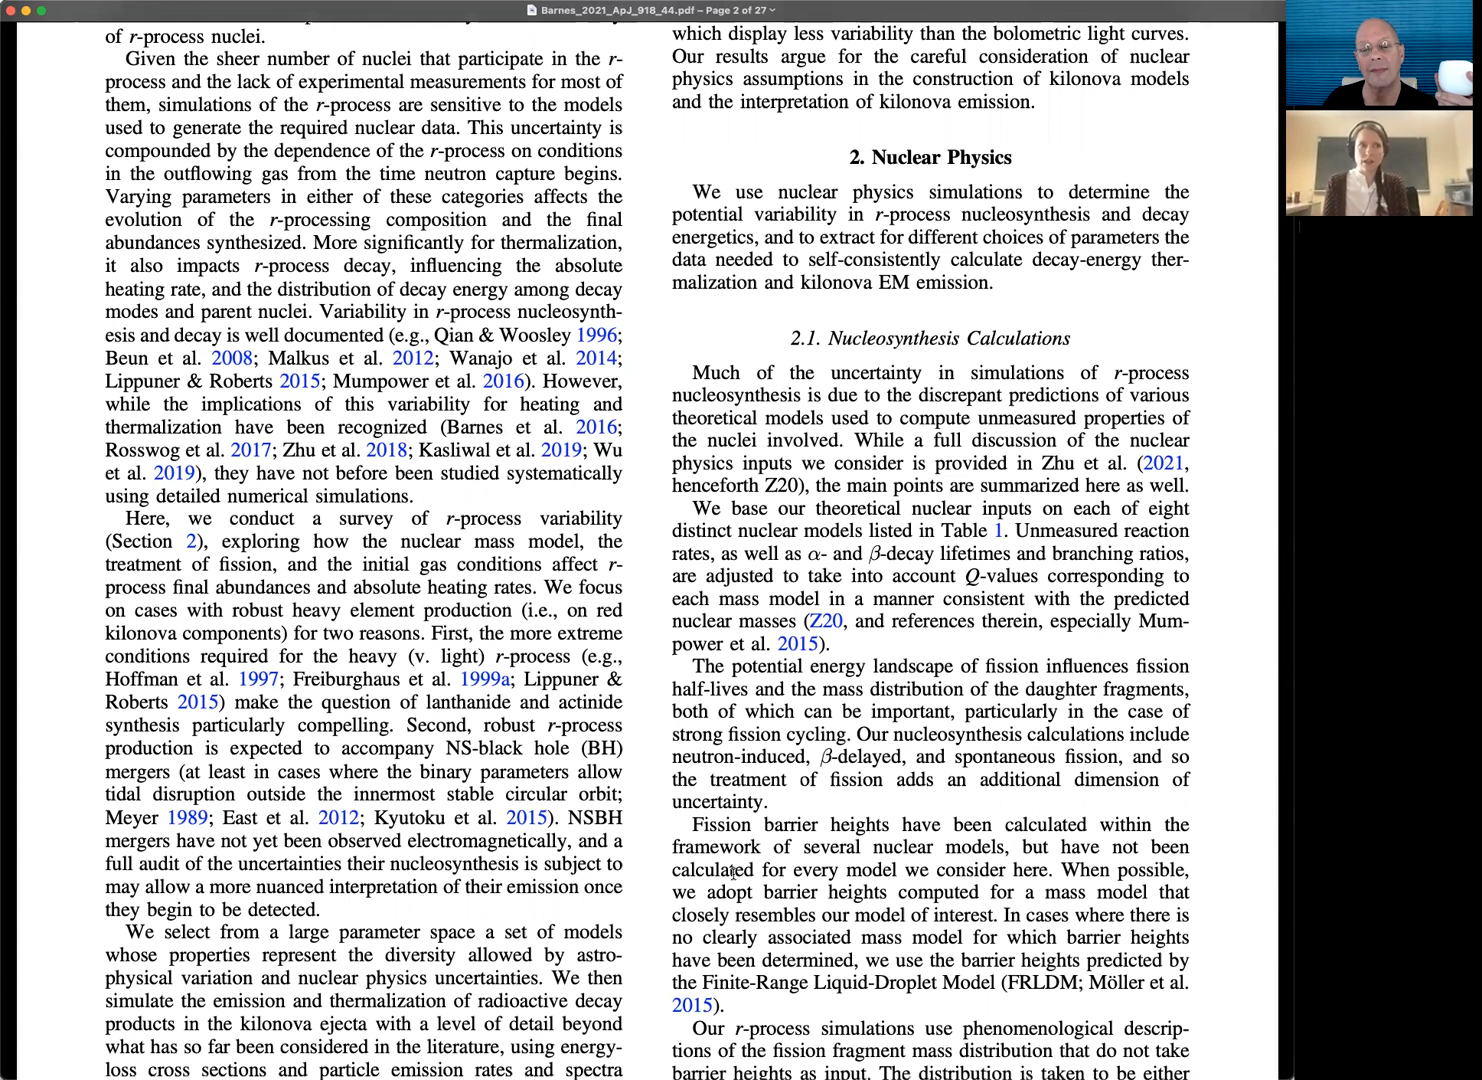 Barnes_2021_ApJ_918_44.pdf – Page 2 of 27
of r-process nuclei.
Given the sheer number of nuclei that participate in the r-
process and the lack of experimental measurements for most of
them, simulations of the r-process are sensitive to the models
used to generate the required nuclear data. This uncertainty is
compounded by the dependence of the r-process on conditions
in the outflowing gas from the time neutron capture begins.
Varying parameters in either of these categories affects the
evolution of the r-processing composition and the final
abundances synthesized. More significantly for thermalization,
it also impacts r-process decay, influencing the absolute
heating rate, and the distribution of decay energy among decay
modes and parent nuclei. Variability in r-process nucleosynth-
esis and decay is well documented (e.g., Qian & Woosley 1996;
Beun et al. 2008; Malkus et al. 2012; Wanajo et al. 2014;
Lippuner & Roberts 2015; Mumpower et al. 2016). However,
while the implications of this variability for heating and
thermalization have been recognized (Barnes et al. 2016;
Rosswog et al. 2017; Zhu et al. 2018; Kasliwal et al. 2019; Wu
et al. 2019), they have not before been studied systematically
using detailed numerical simulations.
Here, we conduct a survey of r-process variability
(Section 2), exploring how the nuclear mass model, the
treatment of fission, and the initial gas conditions affect r-
process final abundances and absolute heating rates. We focus
on cases with robust heavy element production (i.e., on red
kilonova components) for two reasons. First, the more extreme
conditions required for the heavy (v. light) r-process (e.g.,
Hoffman et al. 1997; Freiburghaus et al. 1999a; Lippuner &
Roberts 2015) make the question of lanthanide and actinide
synthesis particularly compelling. Second, robust r-process
production is expected to accompany NS-black hole (BH)
mergers (at least in cases where the binary parameters allow
tidal disruption outside the innermost stable circular orbit;
Meyer 1989; East et al. 2012; Kyutoku et al. 2015). NSBH
mergers have not yet been observed electromagnetically, and a
full audit of the uncertainties their nucleosynthesis is subject to
may allow a more nuanced interpretation of their emission once
they begin to be detected.
We select from a large parameter space a set of models
whose properties represent the diversity allowed by astro-
physical variation and nuclear physics uncertainties. We then
simulate the emission and thermalization of radioactive decay
products in the kilonova ejecta with a level of detail beyond
what has so far been considered in the literature, using energy-
loss cross sections and particle emission rates and spectra
which display less variability than the bolometric light curves.
Our results argue for the careful consideration of nuclear
physics assumptions in the construction of kilonova models
and the interpretation of kilonova emission.
2. Nuclear Physics
We use nuclear physics simulations to determine the
potential variability in r-process nucleosynthesis and decay
energetics, and to extract for different choices of parameters the
data needed to self-consistently calculate decay-energy ther-
malization and kilonova EM emission.
2.1. Nucleosynthesis Calculations
Much of the uncertainty in simulations of r-process
nucleosynthesis is due to the discrepant predictions of various
theoretical models used to compute unmeasured properties of
the nuclei involved. While a full discussion of the nuclear
physics inputs we consider is provided in Zhu et al. (2021,
henceforth Z20), the main points are summarized here as well.
We base our theoretical nuclear inputs on each of eight
distinct nuclear models listed in Table 1. Unmeasured reaction
rates, as well as α- and β-decay lifetimes and branching ratios,
are adjusted to take into account Q-values corresponding to
each mass model in a manner consistent with the predicted
nuclear masses (Z20, and references therein, especially Mum-
power et al. 2015).
The potential energy landscape of fission influences fission
half-lives and the mass distribution of the daughter fragments,
both of which can be important, particularly in the case of
strong fission cycling. Our nucleosynthesis calculations include
neutron-induced, β-delayed, and spontaneous fission, and so
the treatment of fission adds an additional dimension of
uncertainty.
Fission barrier heights have been calculated within the
framework of several nuclear models, but have not been
calculated for every model we consider here. When possible,
we adopt barrier heights computed for a mass model that
closely resembles our model of interest. In cases where there is
no clearly associated mass model for which barrier heights
have been determined, we use the barrier heights predicted by
the Finite-Range Liquid-Droplet Model (FRLDM; Möller et al.
2015).
Our r-process simulations use phenomenological descrip-
tions of the fission fragment mass distribution that do not take
barrier heights as input. The distribution is taken to be either